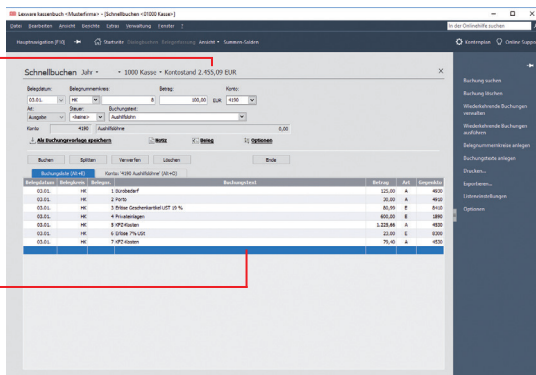 Lexware kassenbuch <Musterfirma> - [Schnellbuchen <01000 Kasse>]
Datei Bearbeiten Ansicht Berichte Extras Verwaltung Fenster ?
In der Onlinehilfe suchen
Hauptnavigation [F10] Startseite Dialogbuchen Belegerfassung Ansicht Summen-Salden
Kontenplan Online Support
Schnellbuchen Jahr 1000 Kasse • Kontostand 2.455,09 EUR
Belegdatum: Belegnummernkreis: Betrag: Konto:
03.01. HK 8 100,00 EUR 4190
Art: Steuer: Buchungstext:
Ausgabe <keine> Aushilfslohn
Konto 4190 Aushilfslöhne 0,00
Als Buchungsvorlage speichern Notiz Beleg Optionen
Buchen Splitten Verwerfen Löschen Ende
Buchungsliste (Alt+E) Konto: '4190 Aushilfslöhne' (Alt+O)
Belegdatum Belegkreis Belegnr. Buchungstext Betrag Art Gegenkto
03.01. HK 1 Bürobedarf 125,00 A 4930
03.01. HK 2 Porto 30,00 A 4910
03.01. HK 3 Erlöse Geschenkartikel UST 19 % 80,99 E 8410
03.01. HK 4 Privateinlagen 600,00 E 1890
03.01. HK 5 KFZ-Kosten 1.228,66 A 4530
03.01. HK 6 Erlöse 7% USt 23,00 E 8300
03.01. HK 7 KFZ-Kosten 79,40 A 4530
Buchung suchen
Buchung löschen
Wiederkehrende Buchungen
verwalten
Wiederkehrende Buchungen
ausführen
Belegnummernkreise anlegen
Buchungstexte anlegen
Drucken...
Exportieren...
Listeneinstellungen
Optionen